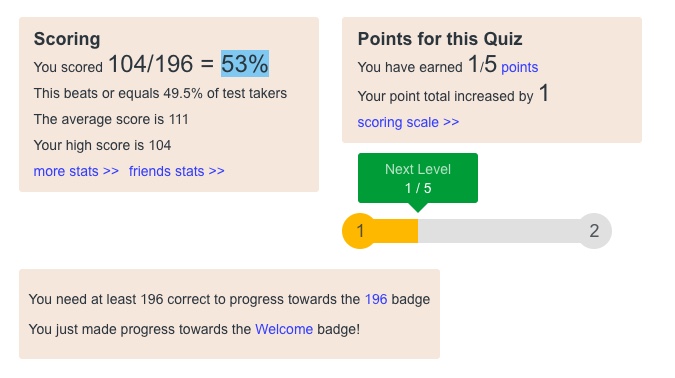 Scoring
You scored 104/196 = 53%
This beats or equals 49.5% of test takers
The average score is 111
Your high score is 104
more stats >> friends stats >>
Points for this Quiz
You have earned 1/5 points
Your point total increased by 1
scoring scale >>
Next Level
1 / 5
1
2
You need at least 196 correct to progress towards the 196 badge
You just made progress towards the Welcome badge!